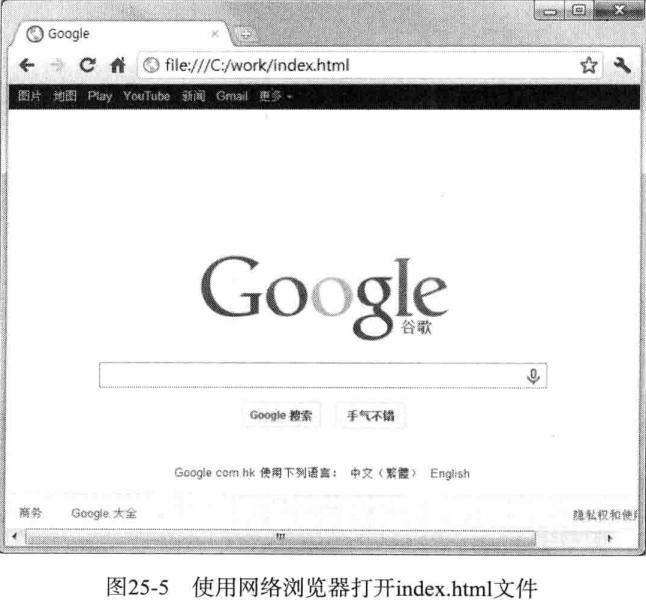 Google
file:///C:/work/index.html
图片 地图 Play YouTube 新闻 Gmail 更多
Google
谷歌
Google 搜索 手气不错
Google.com.hk 使用下列语言： 中文（繁體） English
商务 Google 大全 隐私权和使用
图25-5 使用网络浏览器打开index.html文件